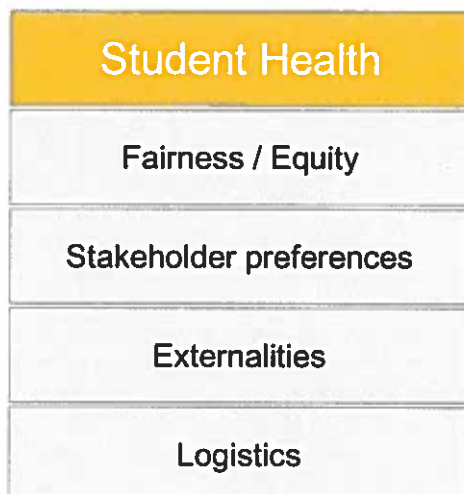 Student Health
Fairness / Equity
Stakeholder preferences
Externalities
Logistics